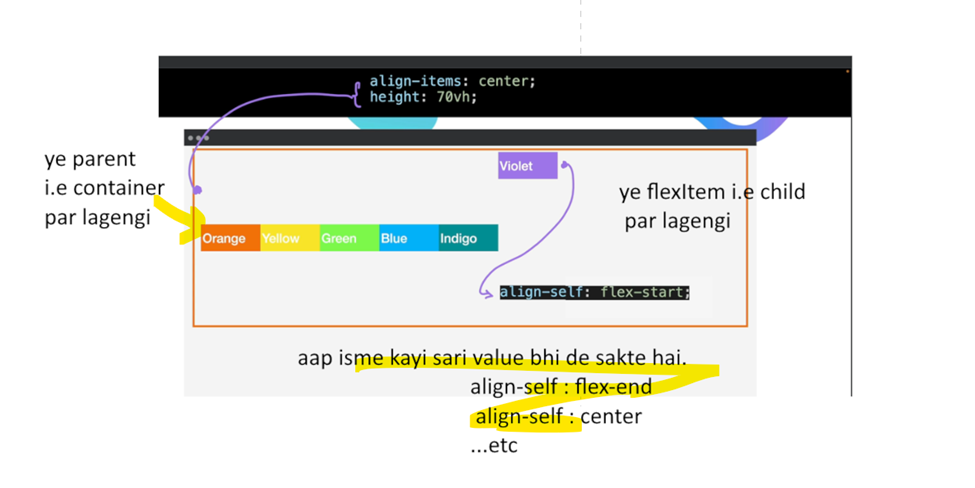 align-items: center;
height: 70vh;
ye parent
i.e container
par lagengi
Violet
ye flexItem i.e child
par lagengi
Orange Yellow Green Blue Indigo
align-self: flex-start;
aap isme kayi sari value bhi de sakte hai.
align-self : flex-end
align-self : center
...etc